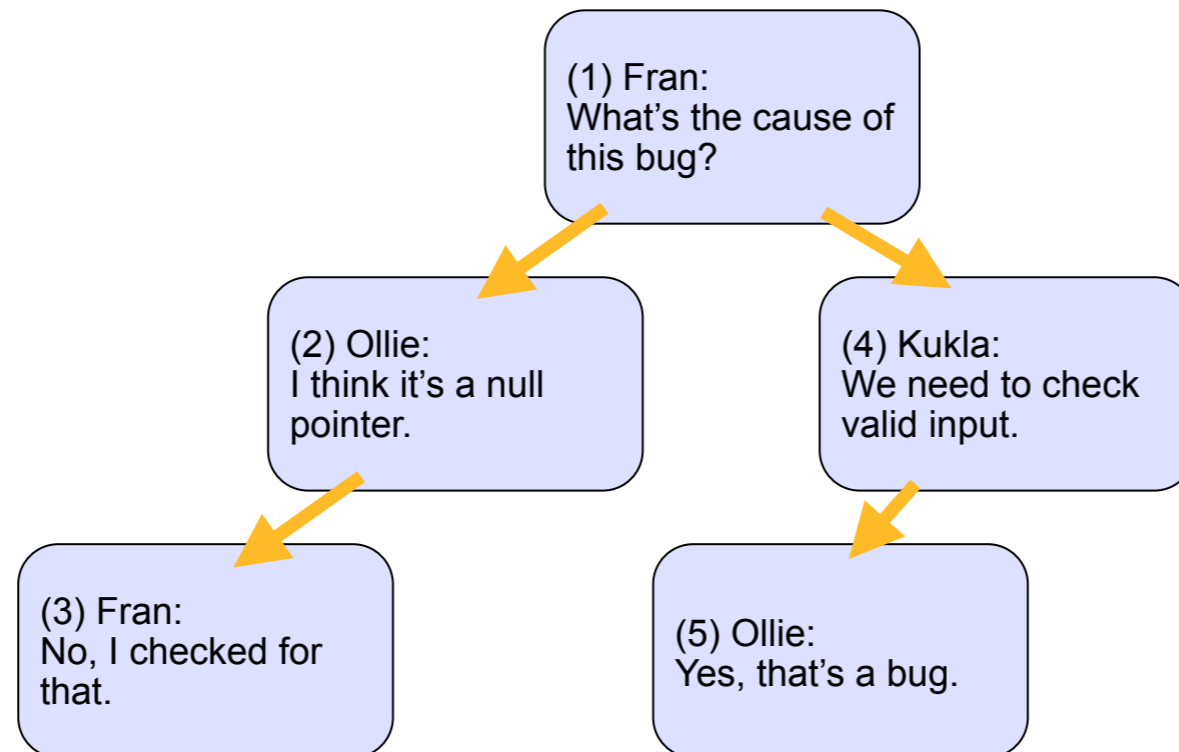 (1) Fran:
What’s the cause of
this bug?
(2) Ollie:
I think it’s a null
pointer.
(3) Fran:
No, I checked for
that.
(4) Kukla:
We need to check
valid input.
(5) Ollie:
Yes, that’s a bug.